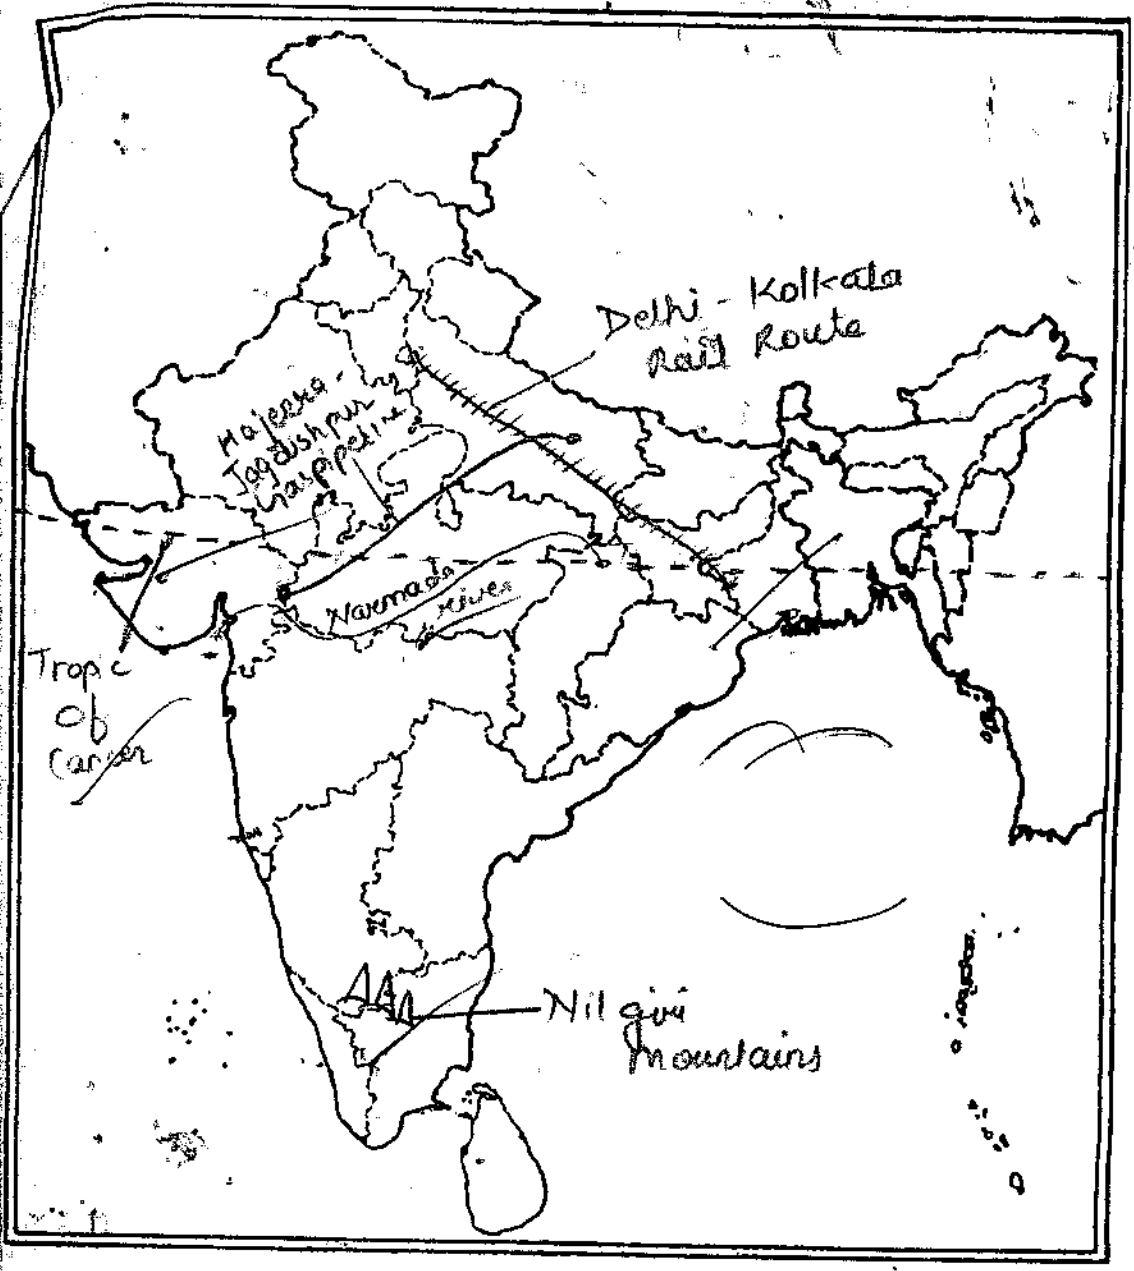 Delhi - Kolkata
Rail Route
Hajeera -
Jagdishpur
Gaspipeline
Narmada
river
Tropic
Of
Cancer
Nil giri
Mountains